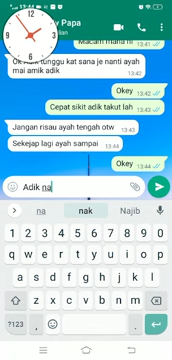 13:44
y Papa
Macam mana ni
13:41
tunggu kat sana je nanti ayah
mai amik adik
13:42
Okey
13:42
Cepat sikit adik takut lah
13:43
Jangan risau ayah tengah otw
13:43
Sekejap lagi ayah sampai
13:44
Okey
13:44
Adik na
na nak Najib
1 2 3 4 5 6 7 8 9 0
q w e r t y u i o p
a s d f g h j k l
z x c v b n m
?123 , .